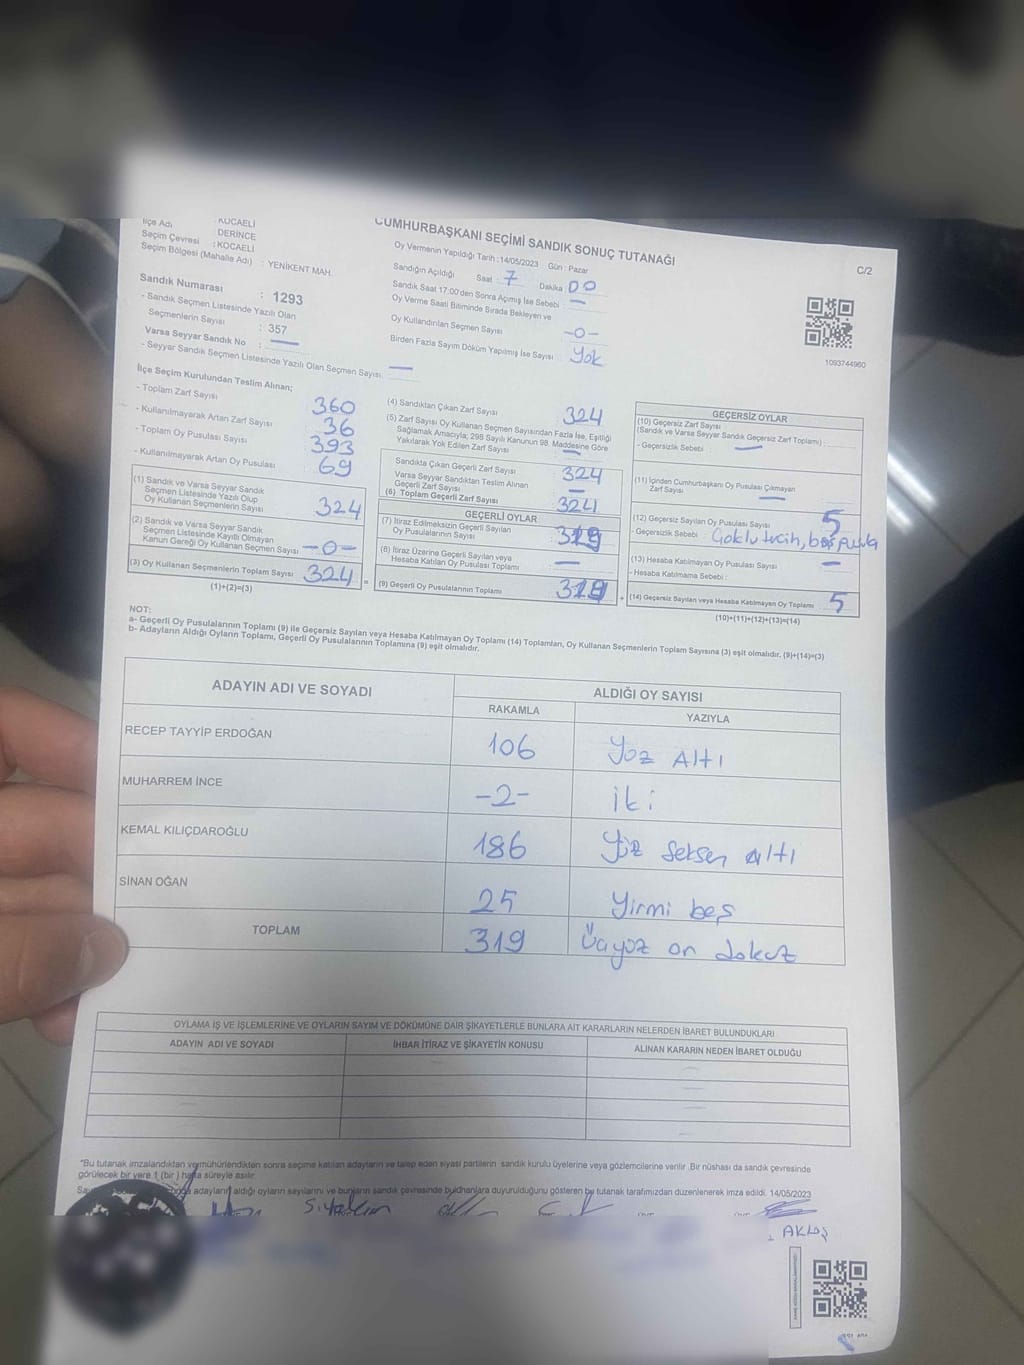 CUMHURBAŞKANI SEÇİMİ SANDIK SONUÇ TUTANAĞI
C/2
İlçe Adı
: KOCAELİ
: DERİNCE
Seçim Çevresi : KOCAELİ
Seçim Bölgesi (Mahalle Adı) : YENİKENT MAH.
Sandık Numarası : 1293
- Sandık Seçmen Listesinde Yazılı Olan
Seçmenlerin Sayısı : 357
Varsa Seyyar Sandık No : —
- Seyyar Sandık Seçmen Listesinde Yazılı Olan Seçmen Sayısı: —
Oy Vermenin Yapıldığı Tarih :14/05/2023 Gün : Pazar
Sandığın Açıldığı Saat 7 Dakika 00
Sandık Saat 17:00'den Sonra Açımış İse Sebebi : —
Oy Verme Saati Bitiminde Sırada Bekleyen ve
Oy Kullandırılan Seçmen Sayısı -0-
Birden Fazla Sayım Döküm Yapılmış İse Sayısı : Yok
1093744960
İlçe Seçim Kurulundan Teslim Alınan;
- Toplam Zarf Sayısı 360
- Kullanılmayarak Artan Zarf Sayısı 36
- Toplam Oy Pusulası Sayısı 393
- Kullanılmayarak Artan Oy Pusulası 69
(1) Sandık ve Varsa Seyyar Sandık
Seçmen Listesinde Yazılı Olup
Oy Kullanan Seçmenlerin Sayısı 324
(2) Sandık ve Varsa Seyyar Sandık
Seçmen Listesinde Kayıtlı Olmayan
Kanun Gereği Oy Kullanan Seçmen Sayısı -0-
(3) Oy Kullanan Seçmenlerin Toplam Sayısı 324 =
(1)+(2)=(3)
(4) Sandıktan Çıkan Zarf Sayısı 324
(5) Zarf Sayısı Oy Kullanan Seçmen Sayısından Fazla İse, Eşitliği
Sağlamak Amacıyla; 298 Sayılı Kanunun 98. Maddesine Göre
Yakılarak Yok Edilen Zarf Sayısı —
Sandıkta Çıkan Geçerli Zarf Sayısı 324
Varsa Seyyar Sandıktan Teslim Alınan
Geçerli Zarf Sayısı —
(6) Toplam Geçerli Zarf Sayısı 324
GEÇERLİ OYLAR
(7) İtiraz Edilmeksizin Geçerli Sayılan
Oy Pusulalarının Sayısı 319
(8) İtiraz Üzerine Geçerli Sayılan veya
Hesaba Katılan Oy Pusulası Toplamı —
(9) Geçerli Oy Pusulalarının Toplamı 319 +
GEÇERSİZ OYLAR
(10) Geçersiz Zarf Sayısı
(Sandık ve Varsa Seyyar Sandık Geçersiz Zarf Toplamı) :
- Geçersizlik Sebebi : —
(11) İçinden Cumhurbaşkanı Oy Pusulası Çıkmayan
Zarf Sayısı —
(12) Geçersiz Sayılan Oy Pusulası Sayısı 5
- Geçersizlik Sebebi
(13) Hesaba Katılmayan Oy Pusulası Sayısı —
- Hesaba Katılmama Sebebi :
(14) Geçersiz Sayılan veya Hesaba Katılmayan Oy Toplamı 5
(10)+(11)+(12)+(13)=(14)
NOT:
a- Geçerli Oy Pusulalarının Toplamı (9) ile Geçersiz Sayılan veya Hesaba Katılmayan Oy Toplamı (14) Toplamları, Oy Kullanan Seçmenlerin Toplam Sayısına (3) eşit olmalıdır. (9)+(14)=(3)
b- Adayların Aldığı Oyların Toplamı, Geçerli Oy Pusulalarının Toplamına (9) eşit olmalıdır.
ADAYIN ADI VE SOYADI
ALDIĞI OY SAYISI
RAKAMLA YAZIYLA
RECEP TAYYİP ERDOĞAN 106 Yüz Altı
MUHARREM İNCE -2- iki
KEMAL KILIÇDAROĞLU 186 Yüz Seksen altı
SİNAN OĞAN 25 Yirmi beş
TOPLAM 319 Üçyüz on dokuz
OYLAMA İŞ VE İŞLEMLERİNE VE OYLARIN SAYIM VE DÖKÜMÜNE DAİR ŞİKAYETLERLE BUNLARA AİT KARARLARIN NELERDEN İBARET BULUNDUKLARI
ADAYIN ADI VE SOYADI İHBAR İTİRAZ VE ŞİKAYETİN KONUSU ALINAN KARARIN NEDEN İBARET OLDUĞU
*Bu tutanak imzalandıktan ve mühürlendikten sonra seçime katılan adayların ve talep eden siyasi partilerin sandık kurulu üyelerine veya gözlemcilerine verilir. Bir nüshası da sandık çevresinde
görülecek bir yere 1 (bir) hafta süreyle asılır.
adayların aldığı oyların sayılarını ve bunların sandık çevresinde bulunanlara duyurulduğunu gösteren bu tutanak tarafımızdan düzenlenerek imza edildi. 14/05/2023